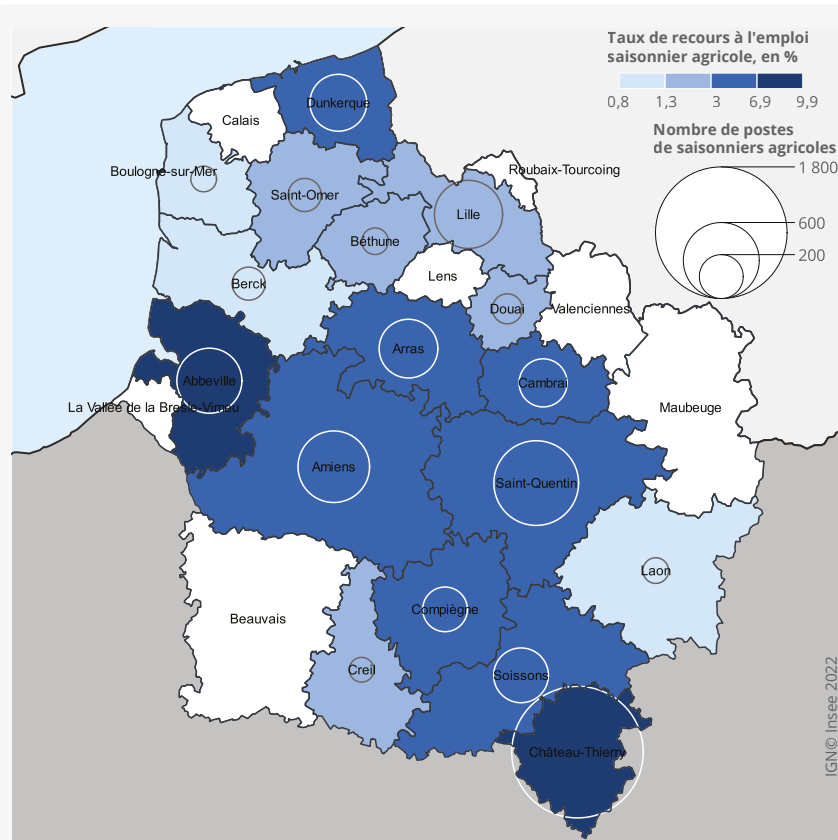 Taux de recours à l'emploi
saisonnier agricole, en %
0,8 1,3 3 6,9 9,9
Nombre de postes
de saisonniers agricoles
1 800
600
200
Dunkerque
Calais
Boulogne-sur-Mer
Roubaix-Tourcoing
Saint-Omer
Lille
Béthune
Lens
Berck
Douai
Valenciennes
Arras
Abbeville
Cambrai
La Vallée de la Bresle-Vimeu
Maubeuge
Amiens
Saint-Quentin
Laon
Compiègne
Beauvais
Creil
Soissons
Château-Thierry
IGN© Insee 2022